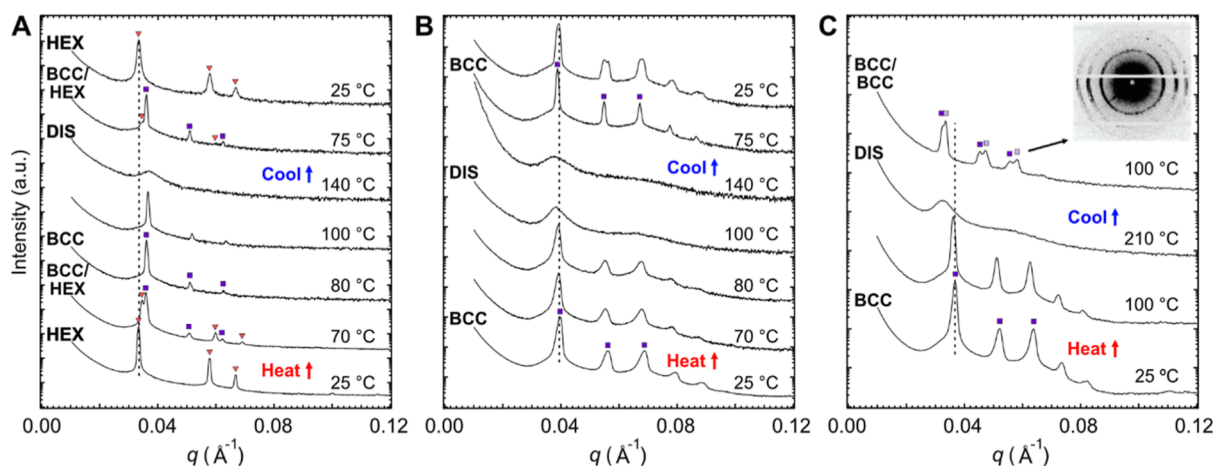 A
HEX
BCC/
HEX
DIS
BCC
BCC/
HEX
HEX
25 °C
75 °C
Cool ↑
140 °C
100 °C
80 °C
70 °C
Heat ↑
25 °C
Intensity (a.u.)
0.00 0.04 0.08 0.12
q (Å-1)
B
BCC
DIS
BCC
25 °C
75 °C
Cool ↑
140 °C
100 °C
80 °C
70 °C
Heat ↑
25 °C
0.00 0.04 0.08 0.12
q (Å-1)
C
BCC/
BCC
DIS
BCC
100 °C
Cool ↑
210 °C
100 °C
Heat ↑
25 °C
0.00 0.04 0.08 0.12
q (Å-1)